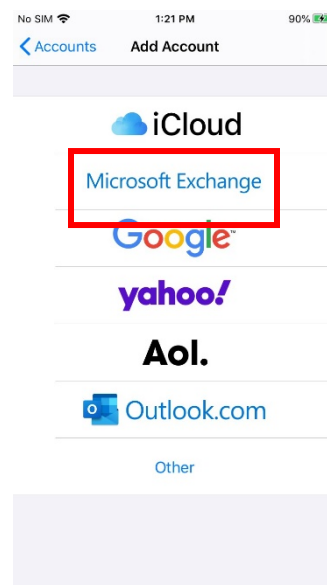 No SIM 1:21 PM 90%
Accounts Add Account
iCloud
Microsoft Exchange
Google
yahoo!
Aol.
Outlook.com
Other